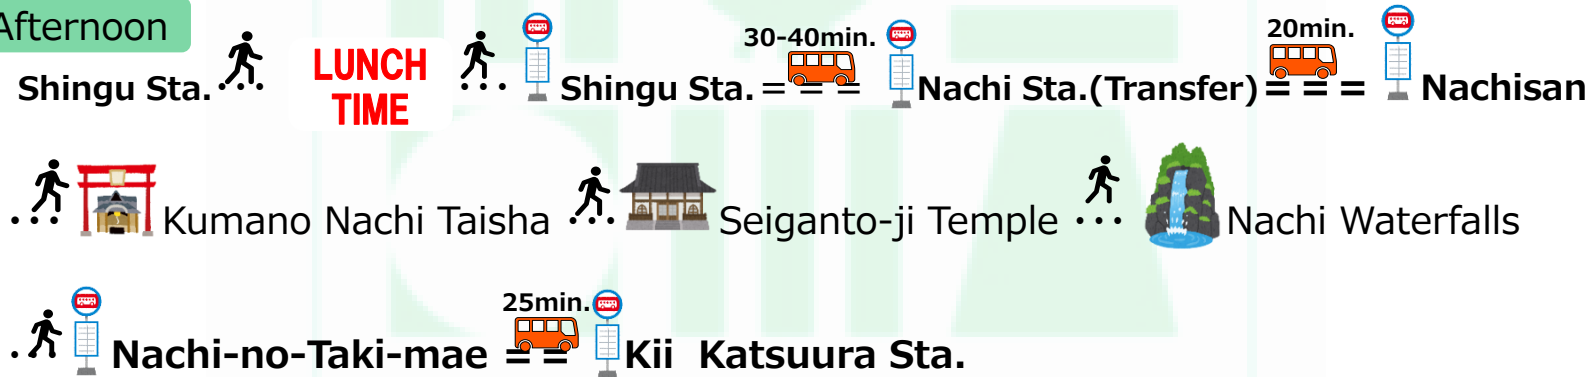 Afternoon
30-40min. 20min.
Shingu Sta. LUNCH TIME Shingu Sta. = = = Nachi Sta.(Transfer) = = = Nachisan
... Kumano Nachi Taisha ... Seiganto-ji Temple ... Nachi Waterfalls
25min.
Nachi-no-Taki-mae = = Kii Katsuura Sta.